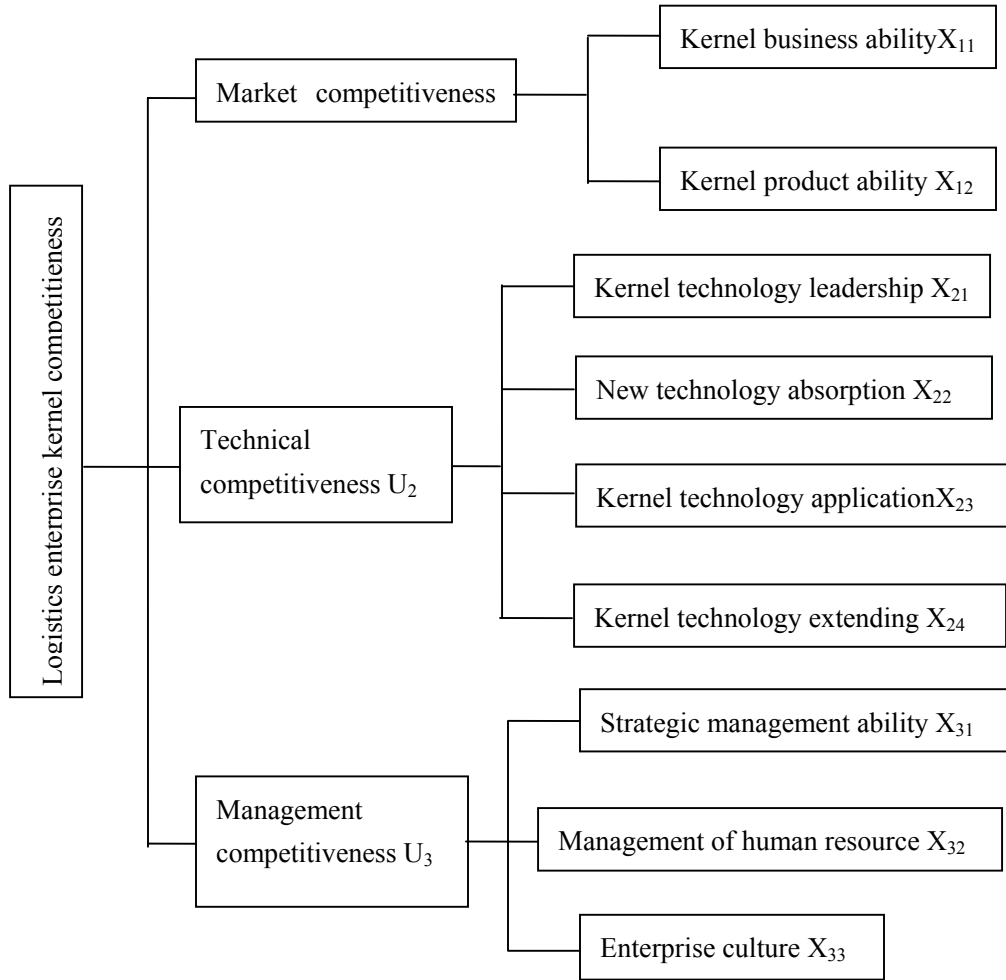 Logistics enterprise kernel competitieness
Market competitiveness
Kernel business abilityX₁₁
Kernel product ability X₁₂
Technical
competitiveness U₂
Kernel technology leadership X₂₁
New technology absorption X₂₂
Kernel technology applicationX₂₃
Kernel technology extending X₂₄
Management
competitiveness U₃
Strategic management ability X₃₁
Management of human resource X₃₂
Enterprise culture X₃₃